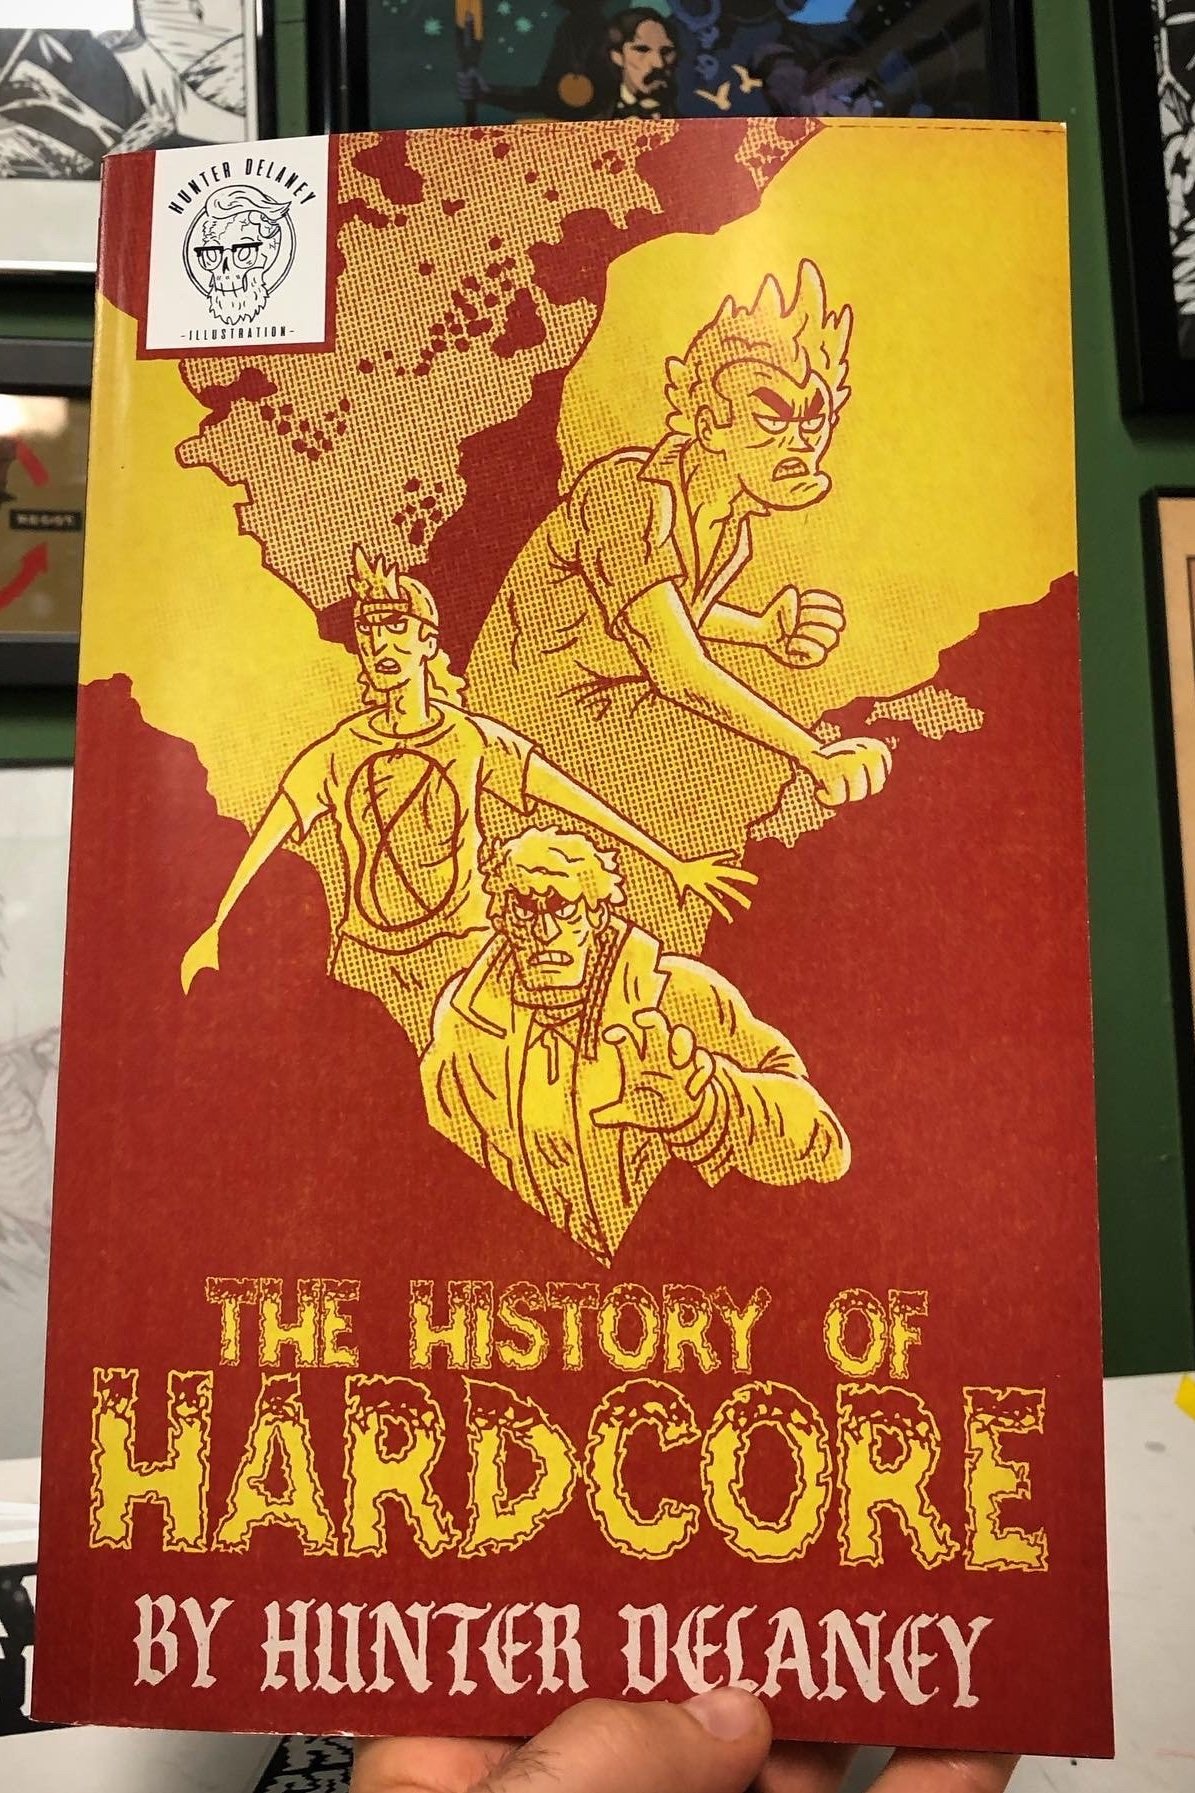 HUNTER DELANEY
-ILLUSTRATION-
THE HISTORY OF
HARDCORE
BY HUNTER DELANEY